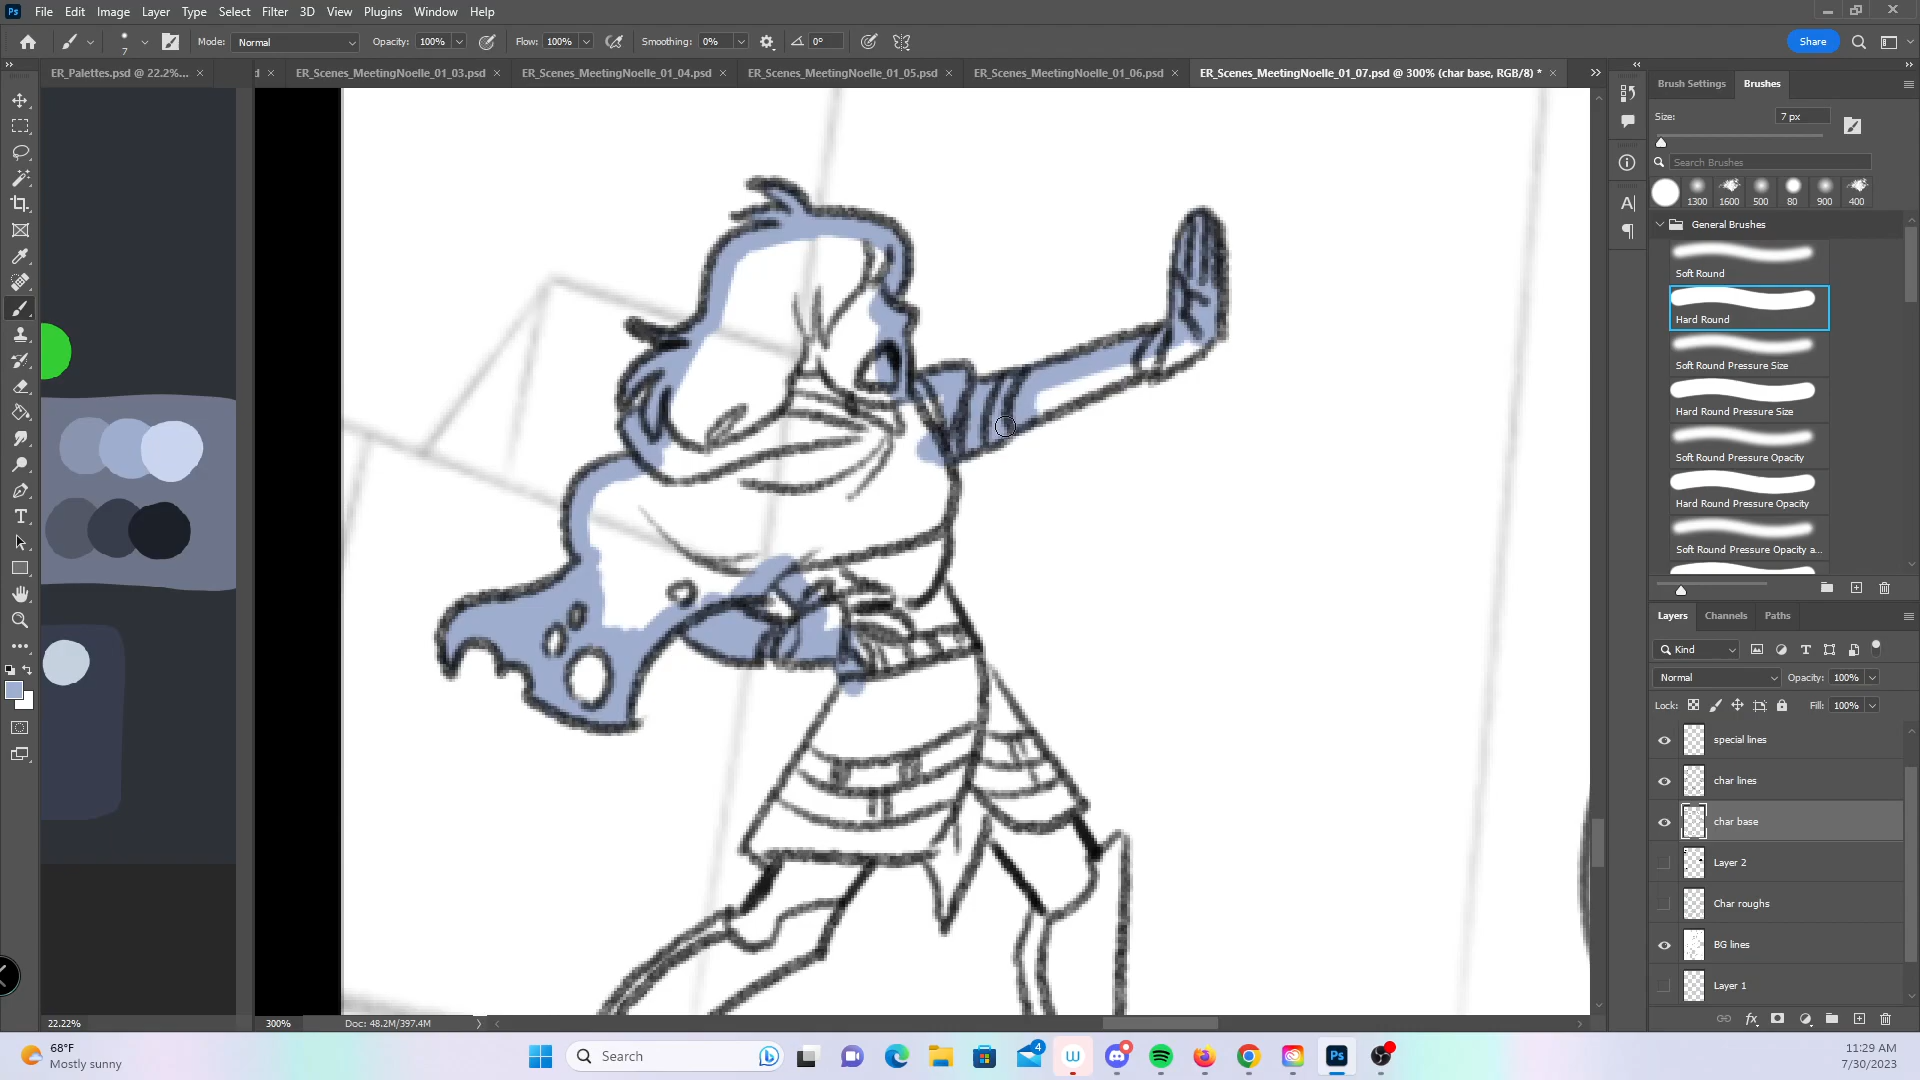 Ps File Edit Image Layer Type Select Filter 3D View Plugins Window Help
7 Mode: Normal Opacity: 100% Flow: 100% Smoothing: 0% 0° Share
ER_Palettes.psd @ 22.2%... × d × ER_Scenes_MeetingNoelle_01_03.psd × ER_Scenes_MeetingNoelle_01_04.psd × ER_Scenes_MeetingNoelle_01_05.psd × ER_Scenes_MeetingNoelle_01_06.psd × ER_Scenes_MeetingNoelle_01_07.psd @ 300% (char base, RGB/8) * ×
Brush Settings Brushes
Size: 7 px
Search Brushes
1300 1600 500 80 900 400
General Brushes
Soft Round
Hard Round
Soft Round Pressure Size
Hard Round Pressure Size
Soft Round Pressure Opacity
Hard Round Pressure Opacity
Soft Round Pressure Opacity a...
Layers Channels Paths
Kind
Normal Opacity: 100%
Lock: Fill: 100%
special lines
char lines
char base
Layer 2
Char roughs
BG lines
Layer 1
fx
22.22% 300% Doc: 48.2M/397.4M
68°F
Mostly sunny
Search
4
Ps
11:29 AM
7/30/2023